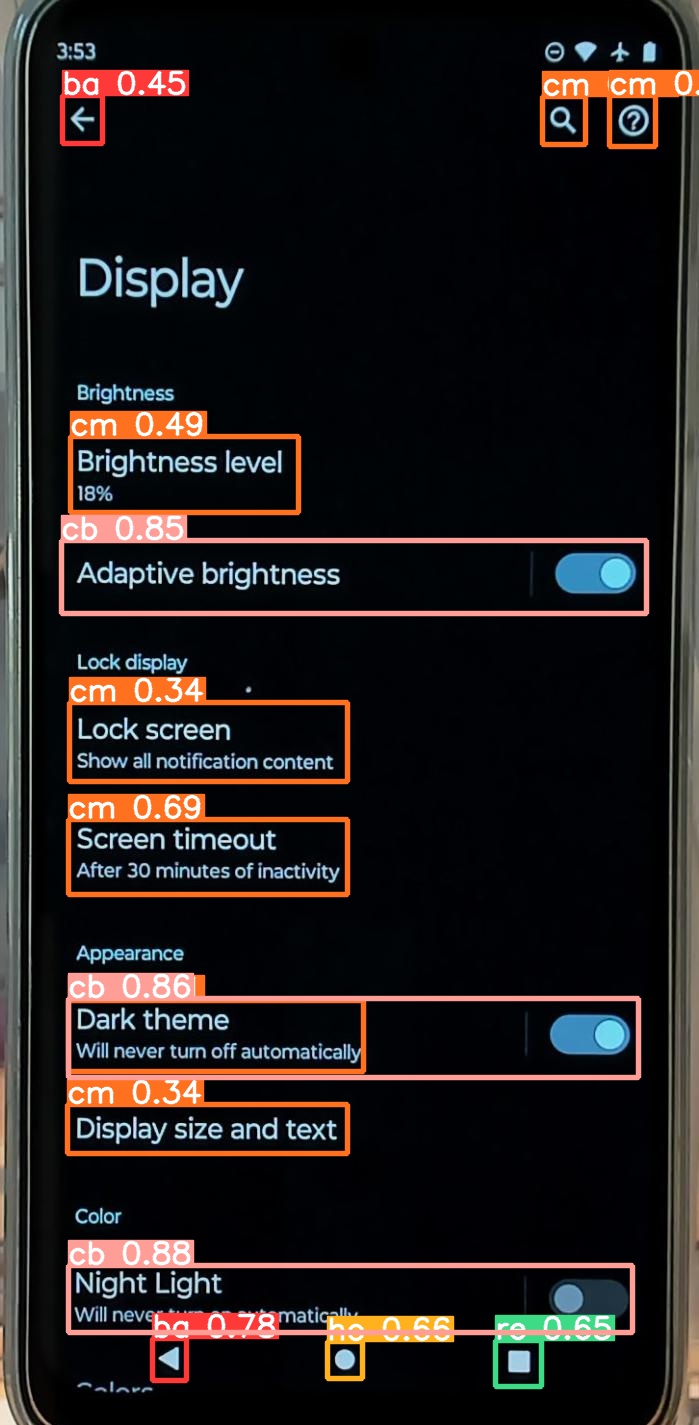 3:53
ba 0.45
cm
cm 0.
Display
Brightness
cm 0.49
Brightness level
18%
cb 0.85
Adaptive brightness
Lock display
cm 0.34
Lock screen
Show all notification content
cm 0.69
Screen timeout
After 30 minutes of inactivity
Appearance
cb 0.86
Dark theme
Will never turn off automatically
cm 0.34
Display size and text
Color
cb 0.88
Night Light
Will never turn on automatically
ba 0.78
ho 0.66
re 0.65
Colors